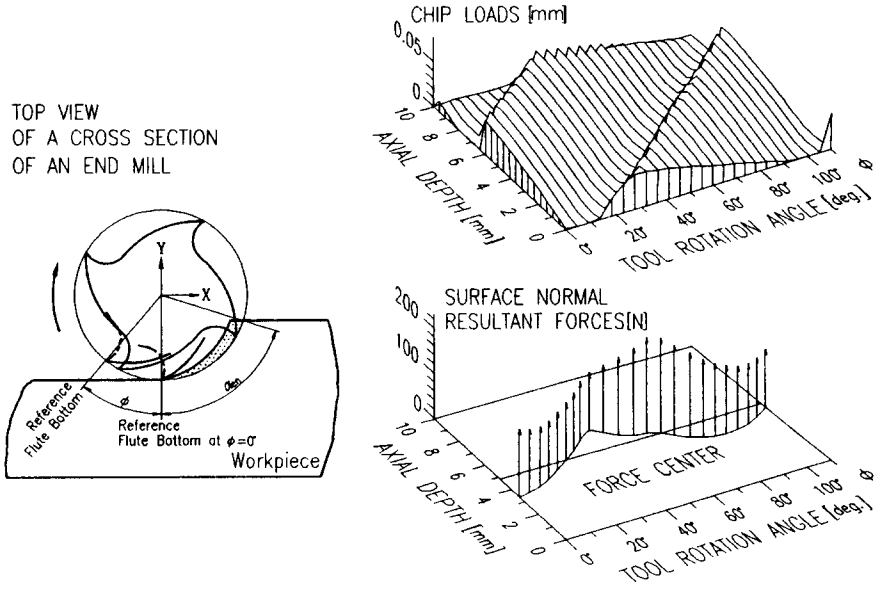 TOP VIEW
OF A CROSS SECTION
OF AN END MILL
Y
X
Reference
Flute Bottom
ϕ
αen
Reference
Flute Bottom at ϕ=0°
Workpiece
CHIP LOADS [mm]
0.05
0
10
8
6
4
2
0
AXIAL DEPTH [mm]
0°
20°
40°
60°
80°
100°
ϕ
TOOL ROTATION ANGLE [deg.]
SURFACE NORMAL
RESULTANT FORCES[N]
200
100
0
10
8
6
4
2
0
AXIAL DEPTH [mm]
FORCE CENTER
0°
20°
40°
60°
80°
100°
ϕ
TOOL ROTATION ANGLE [deg.]